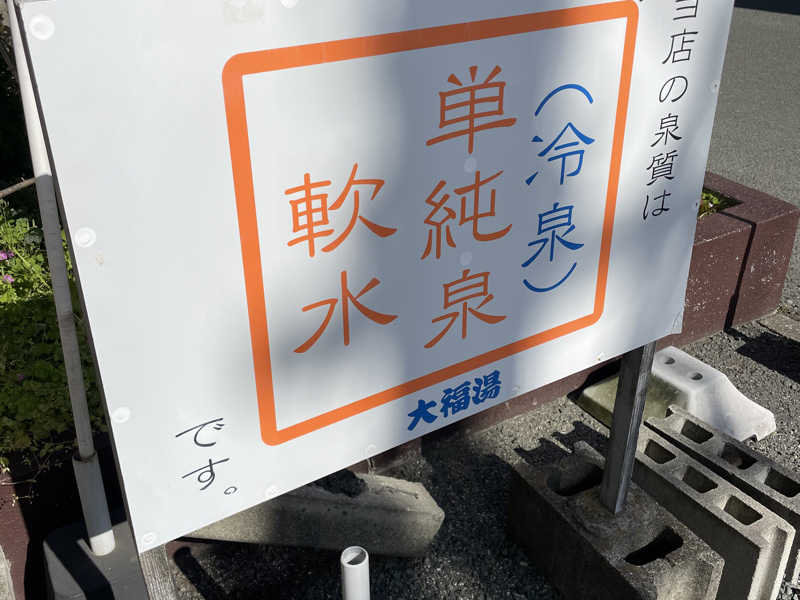 当店の泉質は
（冷泉）
単純泉
軟水
です。
大福湯